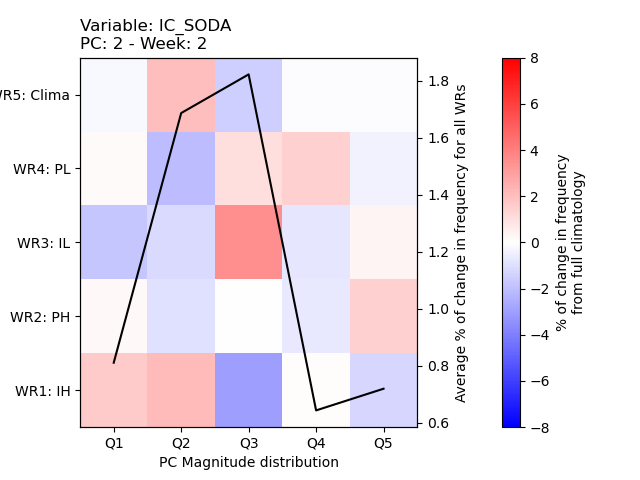 Variable: IC_SODA
PC: 2 - Week: 2
WR5: Clima
WR4: PL
WR3: IL
WR2: PH
WR1: IH
Q1 Q2 Q3 Q4 Q5
PC Magnitude distribution
1.8
1.6
1.4
1.2
1.0
0.8
0.6
Average % of change in frequency for all WRs
8
6
4
2
0
−2
−4
−6
−8
% of change in frequency
from full climatology